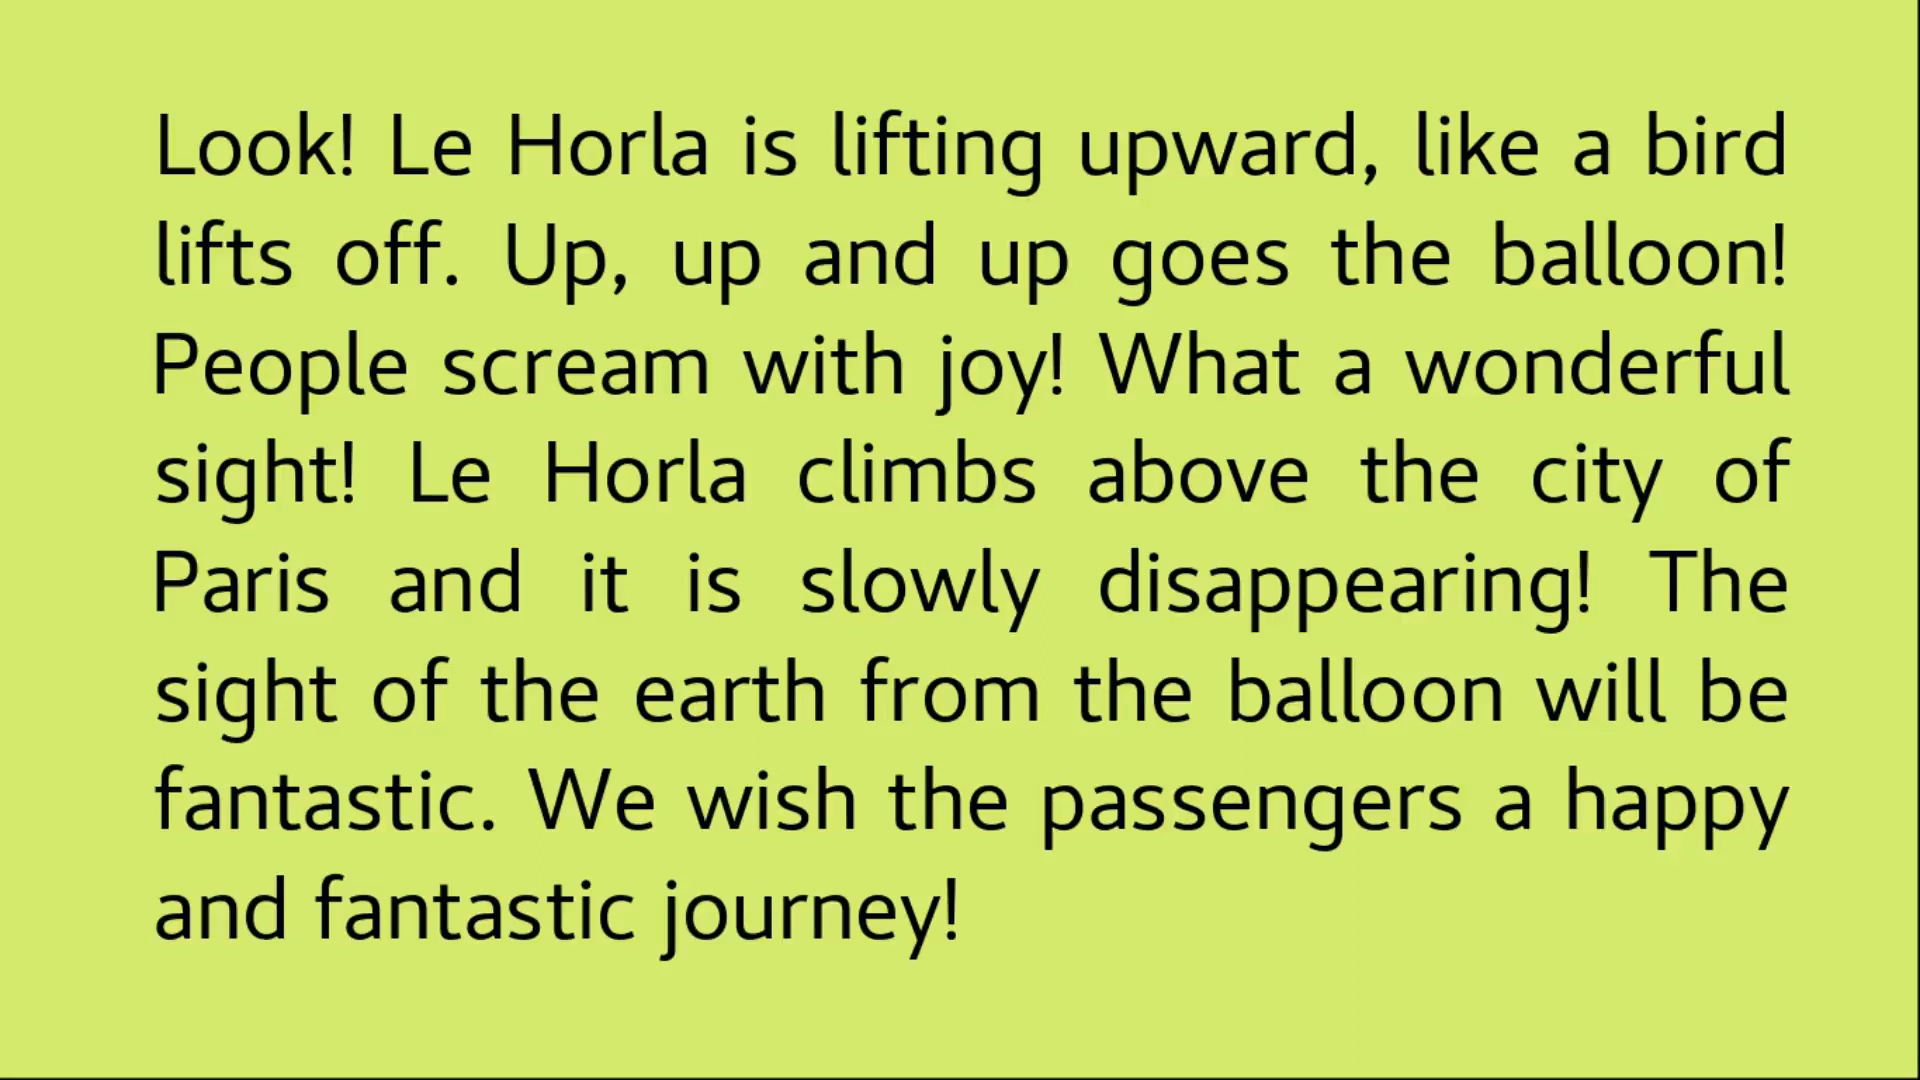 Look! Le Horla is lifting upward, like a bird
lifts off. Up, up and up goes the balloon!
People scream with joy! What a wonderful
sight! Le Horla climbs above the city of
Paris and it is slowly disappearing! The
sight of the earth from the balloon will be
fantastic. We wish the passengers a happy
and fantastic journey!